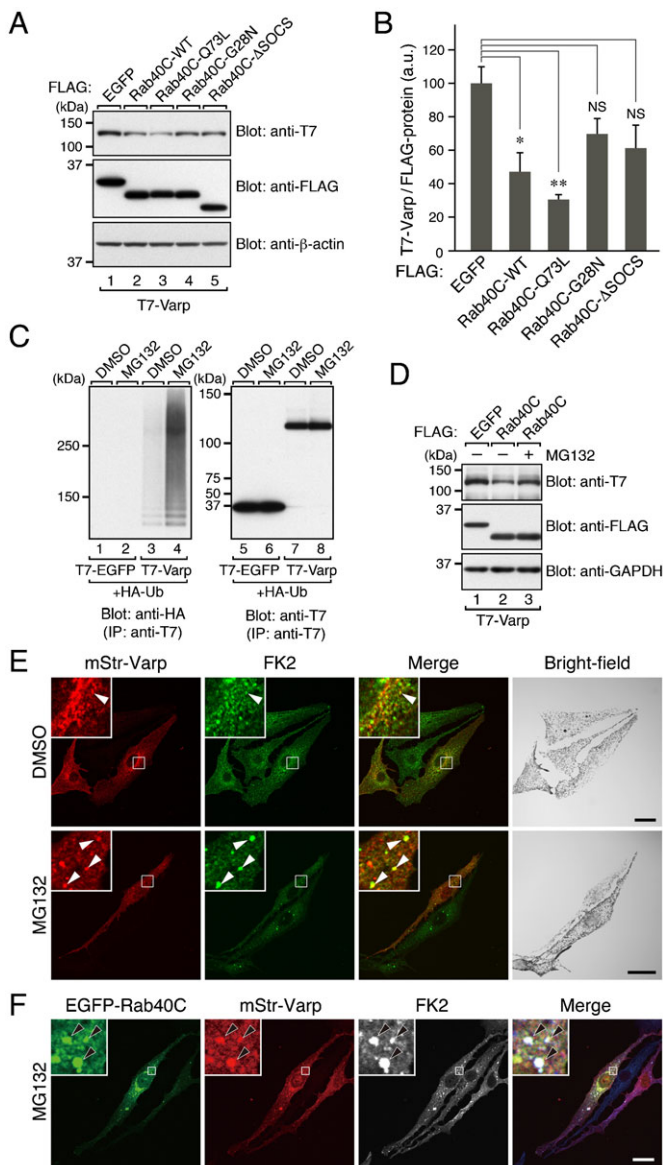 A
FLAG:
EGFP
Rab40C-WT
Rab40C-Q73L
Rab40C-G28N
Rab40C-ΔSOCS
(kDa)
150
100
Blot: anti-T7
37
Blot: anti-FLAG
Blot: anti-β-actin
37
1 2 3 4 5
T7-Varp
B
T7-Varp / FLAG-protein (a.u.)
120
100
80
60
40
20
0
*
**
NS
NS
FLAG:
EGFP
Rab40C-WT
Rab40C-Q73L
Rab40C-G28N
Rab40C-ΔSOCS
C
DMSO
MG132
DMSO
MG132
(kDa)
250
150
1 2 3 4
T7-EGFP T7-Varp
+HA-Ub
Blot: anti-HA
(IP: anti-T7)
DMSO
MG132
DMSO
MG132
(kDa)
150
100
75
50
37
5 6 7 8
T7-EGFP T7-Varp
+HA-Ub
Blot: anti-T7
(IP: anti-T7)
D
FLAG:
EGFP
Rab40C
Rab40C
(kDa) − − + MG132
150
100
Blot: anti-T7
37
Blot: anti-FLAG
37
Blot: anti-GAPDH
1 2 3
T7-Varp
E
mStr-Varp FK2 Merge Bright-field
DMSO
MG132
F
EGFP-Rab40C mStr-Varp FK2 Merge
MG132